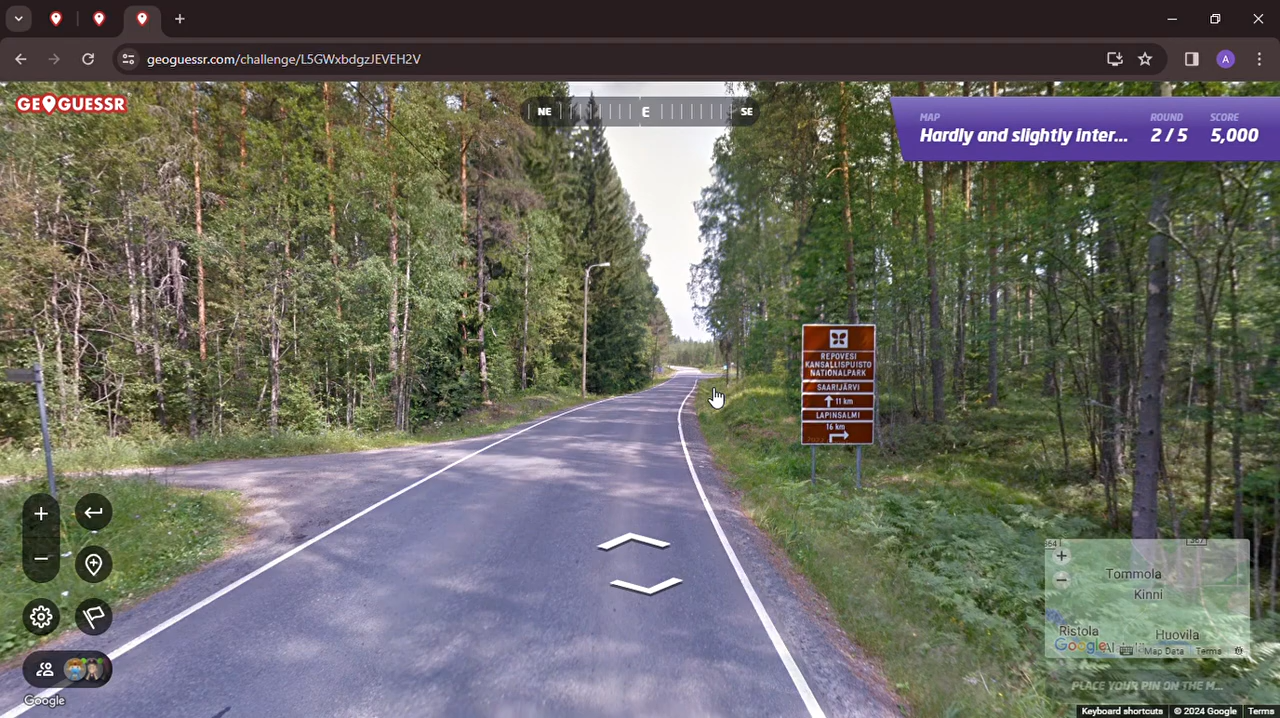 geoguessr.com/challenge/L5GWxbdgzJEVEH2V
A
GEOGUESSR
NE
E
SE
MAP
Hardly and slightly inter...
ROUND
2 / 5
SCORE
5,000
REPOVESI
KANSALLISPUISTO
NATIONALPARK
SAARIJÄRVI
11 km
LAPINSALMI
16 km
Tommola
Kinni
Ristola
Huovila
Google
Map Data
Terms
PLACE YOUR PIN ON THE M...
Google
Keyboard shortcuts
© 2024 Google
Terms